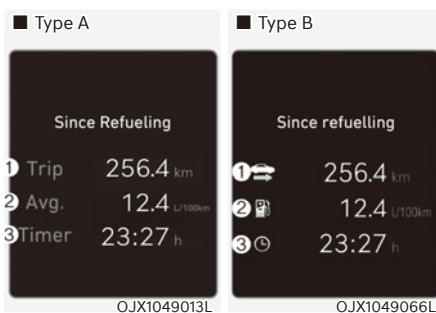 ■ Type A
Since Refueling
1 Trip 256.4 km
2 Avg. 12.4 L/100km
3 Timer 23:27 h
OJX1049013L
■ Type B
Since refuelling
1 256.4 km
2 12.4 L/100km
3 23:27 h
OJX1049066L